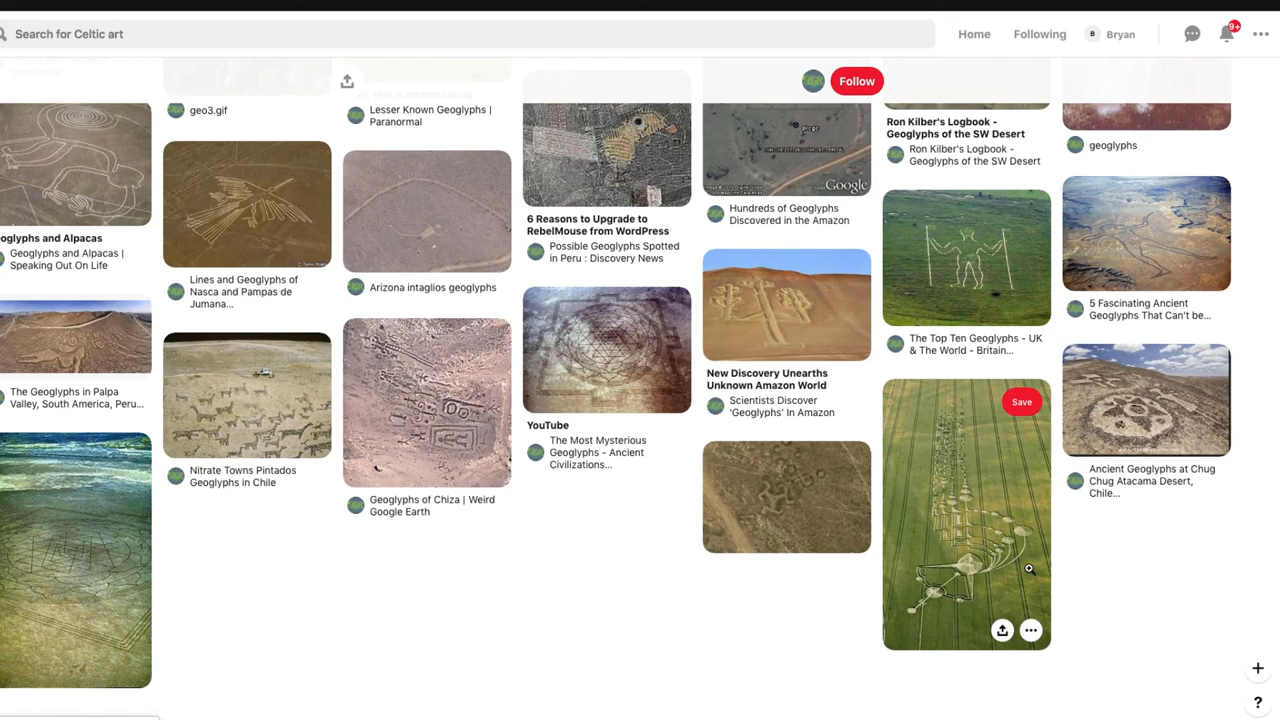 Search for Celtic art
Home
Following
B
Bryan
9+
Follow
geo3.gif
Lesser Known Geoglyphs |
Paranormal
Ron Kilber's Logbook -
Geoglyphs of the SW Desert
Ron Kilber's Logbook -
Geoglyphs of the SW Desert
geoglyphs
Google
oglyphs and Alpacas
Geoglyphs and Alpacas |
Speaking Out On Life
Lines and Geoglyphs of
Nasca and Pampas de
Jumana...
Arizona intaglios geoglyphs
6 Reasons to Upgrade to
RebelMouse from WordPress
Possible Geoglyphs Spotted
in Peru : Discovery News
Hundreds of Geoglyphs
Discovered in the Amazon
The Top Ten Geoglyphs - UK
& The World - Britain...
5 Fascinating Ancient
Geoglyphs That Can't be...
The Geoglyphs in Palpa
Valley, South America, Peru...
Nitrate Towns Pintados
Geoglyphs in Chile
Geoglyphs of Chiza | Weird
Google Earth
YouTube
The Most Mysterious
Geoglyphs - Ancient
Civilizations...
New Discovery Unearths
Unknown Amazon World
Scientists Discover
'Geoglyphs' In Amazon
Save
Ancient Geoglyphs at Chug
Chug Atacama Desert,
Chile...
+
?